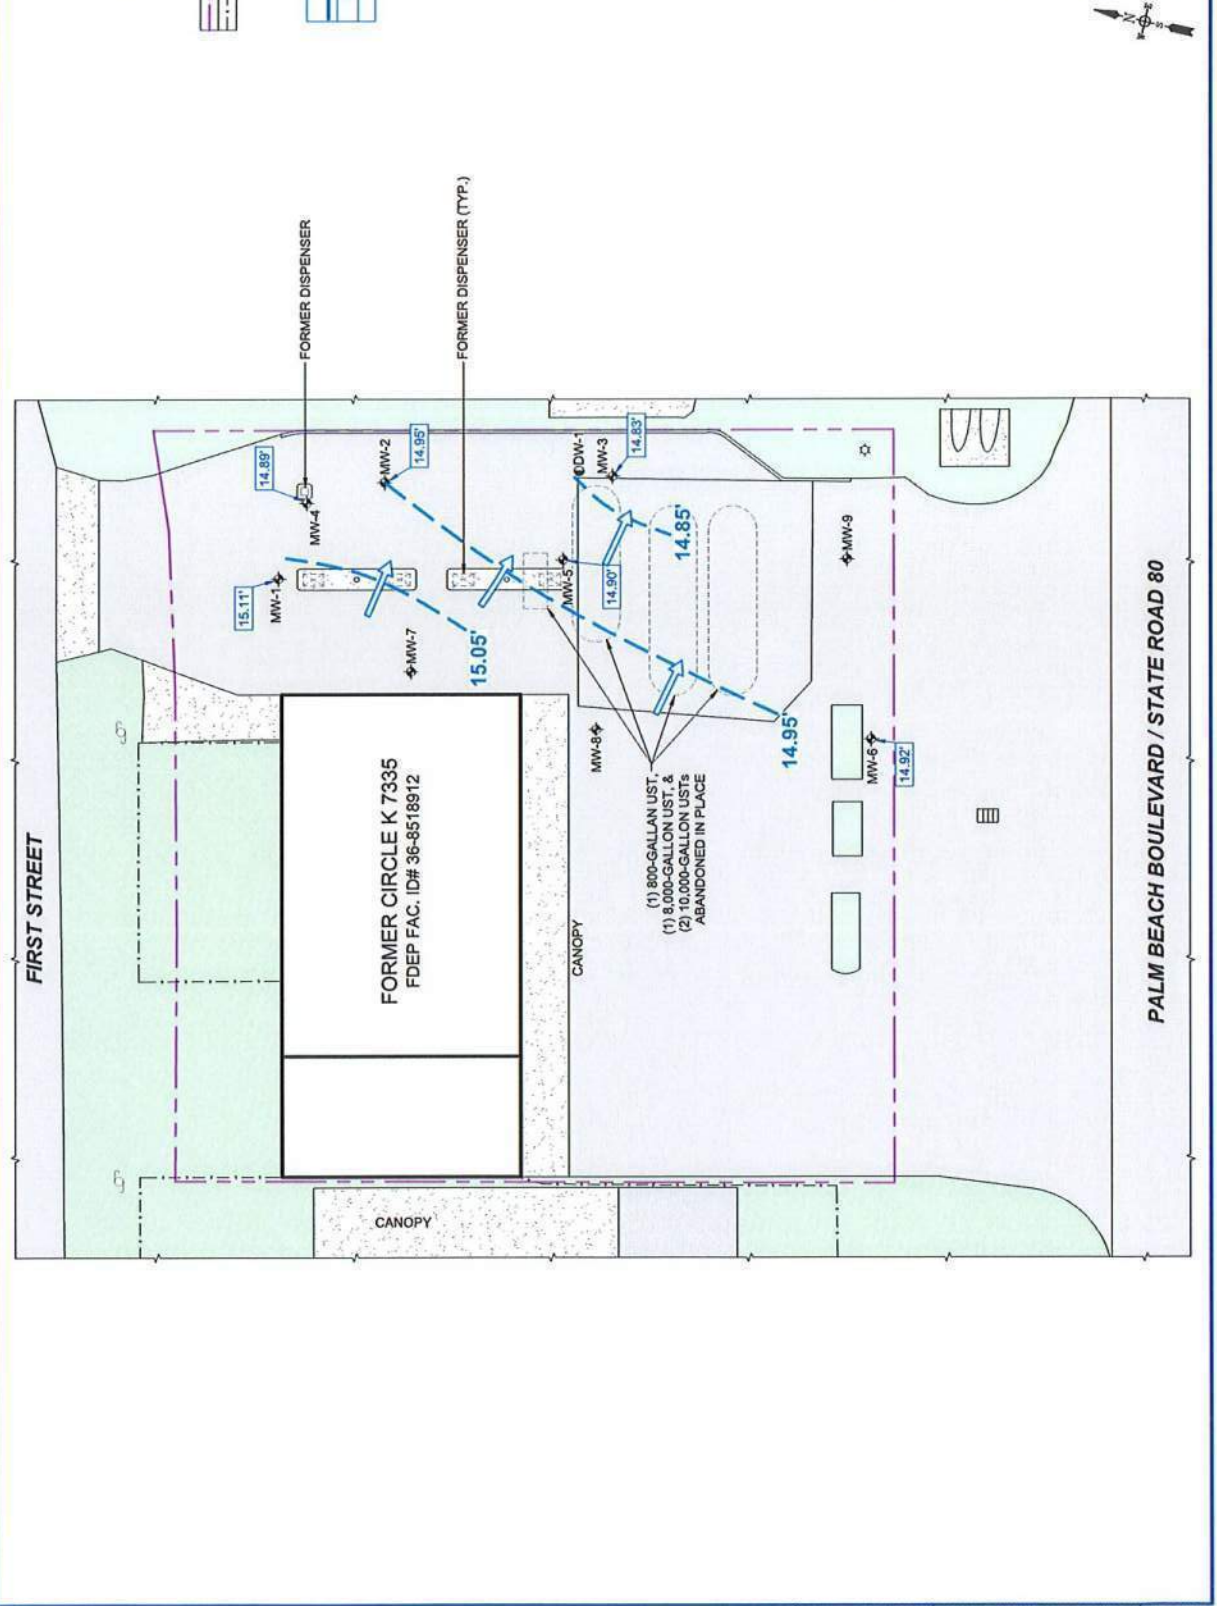 FIRST STREET
FORMER DISPENSER
14.89'
MW-4
MW-2
14.95'
FORMER DISPENSER (TYP.)
15.11'
MW-1
MW-7
15.05'
DDW-1
MW-3
14.83'
MW-5
14.90'
14.85'
FORMER CIRCLE K 7335
FDEP FAC. ID# 36-8518912
MW-8
(1) 800-GALLAN UST,
(1) 8,000-GALLON UST, &
(2) 10,000-GALLON USTs
ABANDONED IN PLACE
14.95'
MW-9
MW-6
14.92'
CANOPY
CANOPY
PALM BEACH BOULEVARD / STATE ROAD 80
N
E
S
W